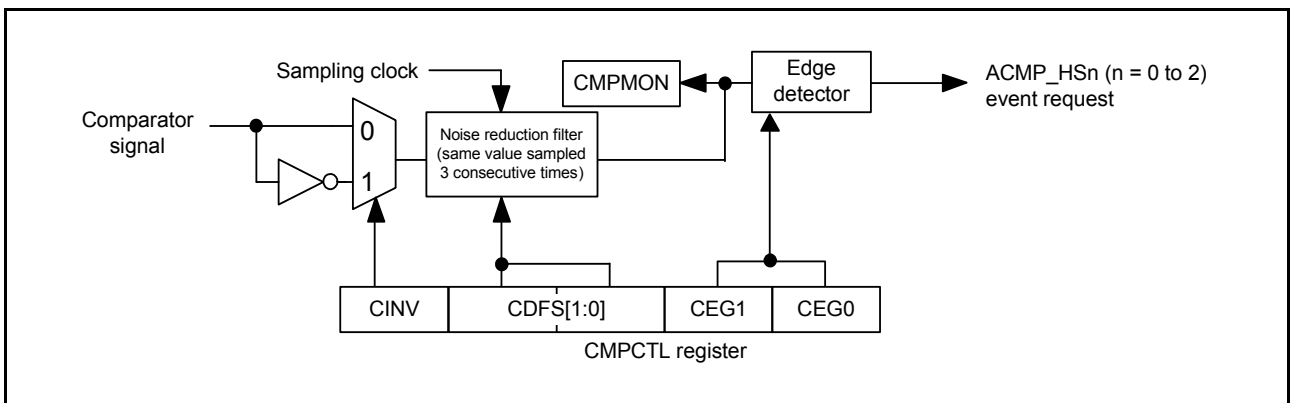 Sampling clock
CMPMON
Edge
detector
ACMP_HSn (n = 0 to 2)
event request
Comparator
signal
0
1
Noise reduction filter
(same value sampled
3 consecutive times)
CINV
CDFS[1:0]
CEG1
CEG0
CMPCTL register